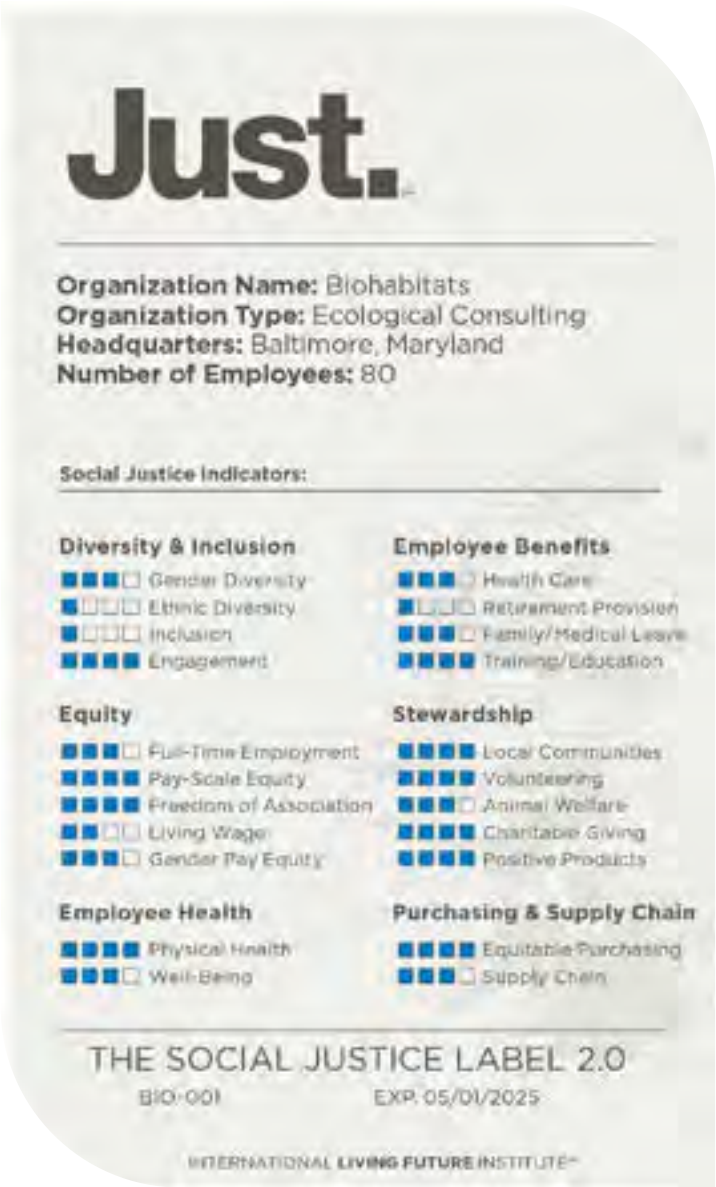 Just.
Organization Name: Biohabitats
Organization Type: Ecological Consulting
Headquarters: Baltimore, Maryland
Number of Employees: 80
Social Justice Indicators:
Diversity & Inclusion
Gender Diversity
Ethnic Diversity
Inclusion
Engagement
Equity
Full-Time Employment
Pay-Scale Equity
Freedom of Association
Living Wage
Gender Pay Equity
Employee Health
Physical Health
Well-Being
Employee Benefits
Health Care
Retirement Provision
Family/Medical Leave
Training/Education
Stewardship
Local Communities
Volunteering
Animal Welfare
Charitable Giving
Positive Products
Purchasing & Supply Chain
Equitable Purchasing
Supply Chain
THE SOCIAL JUSTICE LABEL 2.0
BIO-001 EXP. 05/01/2025
INTERNATIONAL LIVING FUTURE INSTITUTE